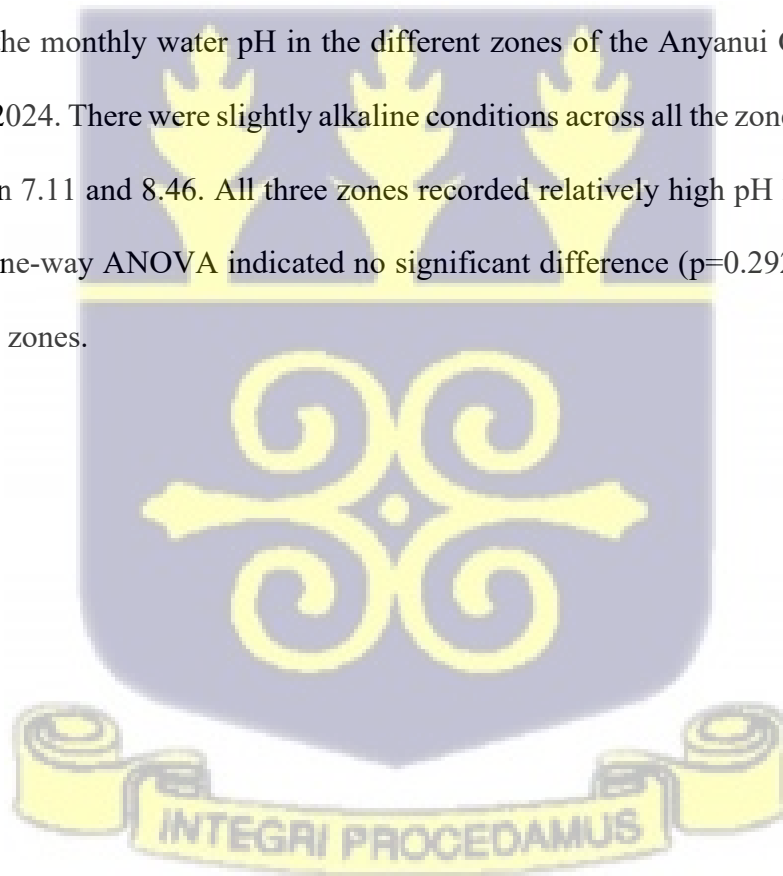 he monthly water pH in the different zones of the Anyanui
2024. There were slightly alkaline conditions across all the zone
n 7.11 and 8.46. All three zones recorded relatively high pH
ne-way ANOVA indicated no significant difference (p=0.292
zones.
INTEGRI PROCEDAMUS